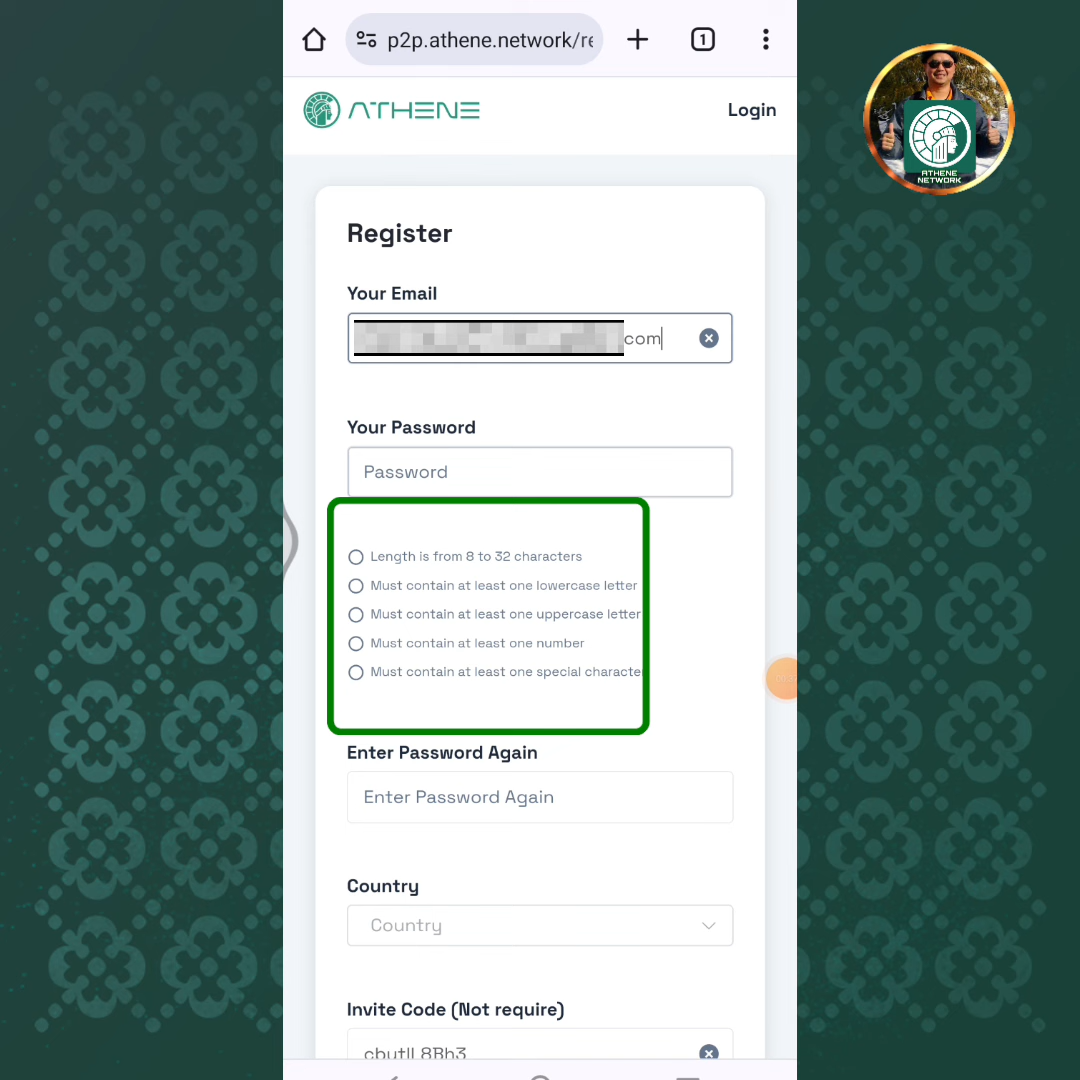 1
p2p.athene.network/re
ATHENE
Login
ATHENE
NETWORK
Register
Your Email
com
Your Password
Password
Length is from 8 to 32 characters
Must contain at least one lowercase letter
Must contain at least one uppercase letter
Must contain at least one number
Must contain at least one special characte
Enter Password Again
Enter Password Again
Country
Country
Invite Code (Not require)